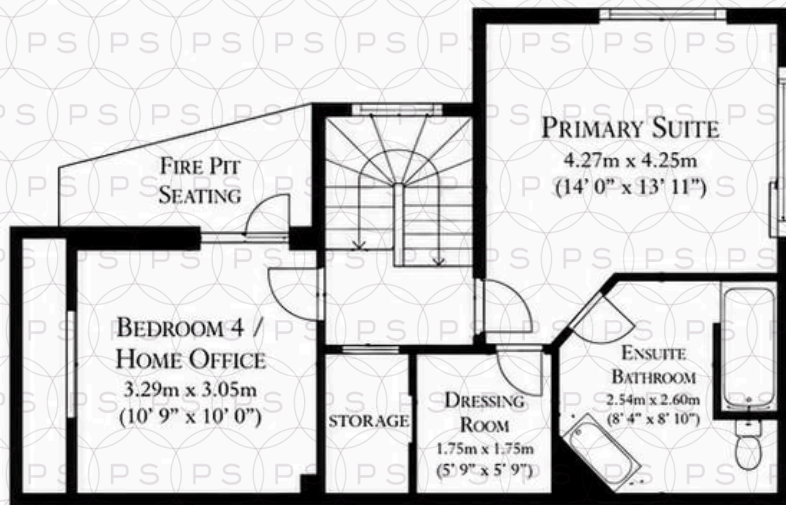 PRIMARY SUITE
4.27m x 4.25m
(14' 0" x 13' 11")
FIRE PIT
SEATING
BEDROOM 4 /
HOME OFFICE
3.29m x 3.05m
(10' 9" x 10' 0")
STORAGE
DRESSING
ROOM
1.75m x 1.75m
(5' 9" x 5' 9")
ENSUITE
BATHROOM
2.54m x 2.60m
(8' 4" x 8' 10")
PS